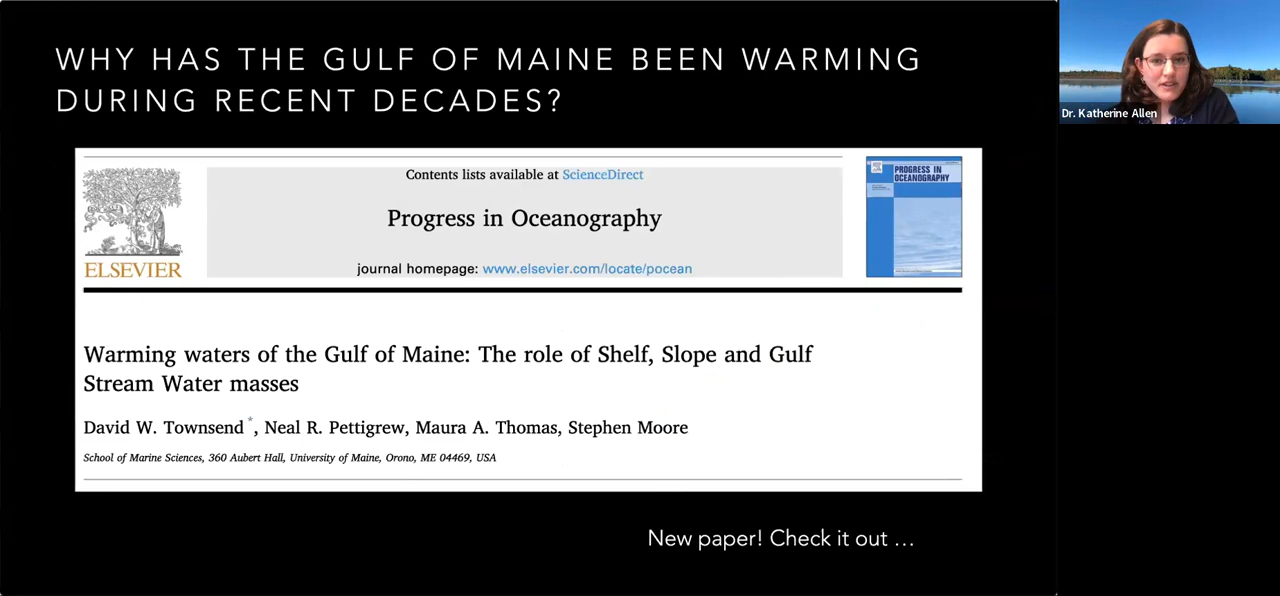 WHY HAS THE GULF OF MAINE BEEN WARMING
DURING RECENT DECADES?
Dr. Katherine Allen
Contents lists available at ScienceDirect
Progress in Oceanography
journal homepage: www.elsevier.com/locate/pocean
ELSEVIER
PROGRESS IN
OCEANOGRAPHY
Warming waters of the Gulf of Maine: The role of Shelf, Slope and Gulf
Stream Water masses
David W. Townsend*, Neal R. Pettigrew, Maura A. Thomas, Stephen Moore
School of Marine Sciences, 360 Aubert Hall, University of Maine, Orono, ME 04469, USA
New paper! Check it out …